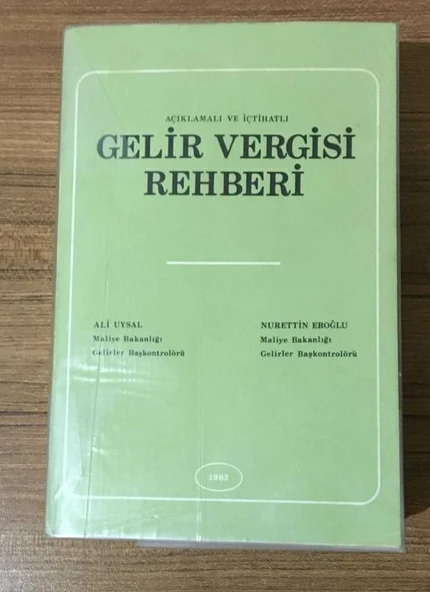 AÇIKLAMALI VE İÇTİHATLI
GELİR VERGİSİ
REHBERİ
ALİ UYSAL
Maliye Bakanlığı
Gelirler Başkontrolörü
NURETTİN EROĞLU
Maliye Bakanlığı
Gelirler Başkontrolörü
1982